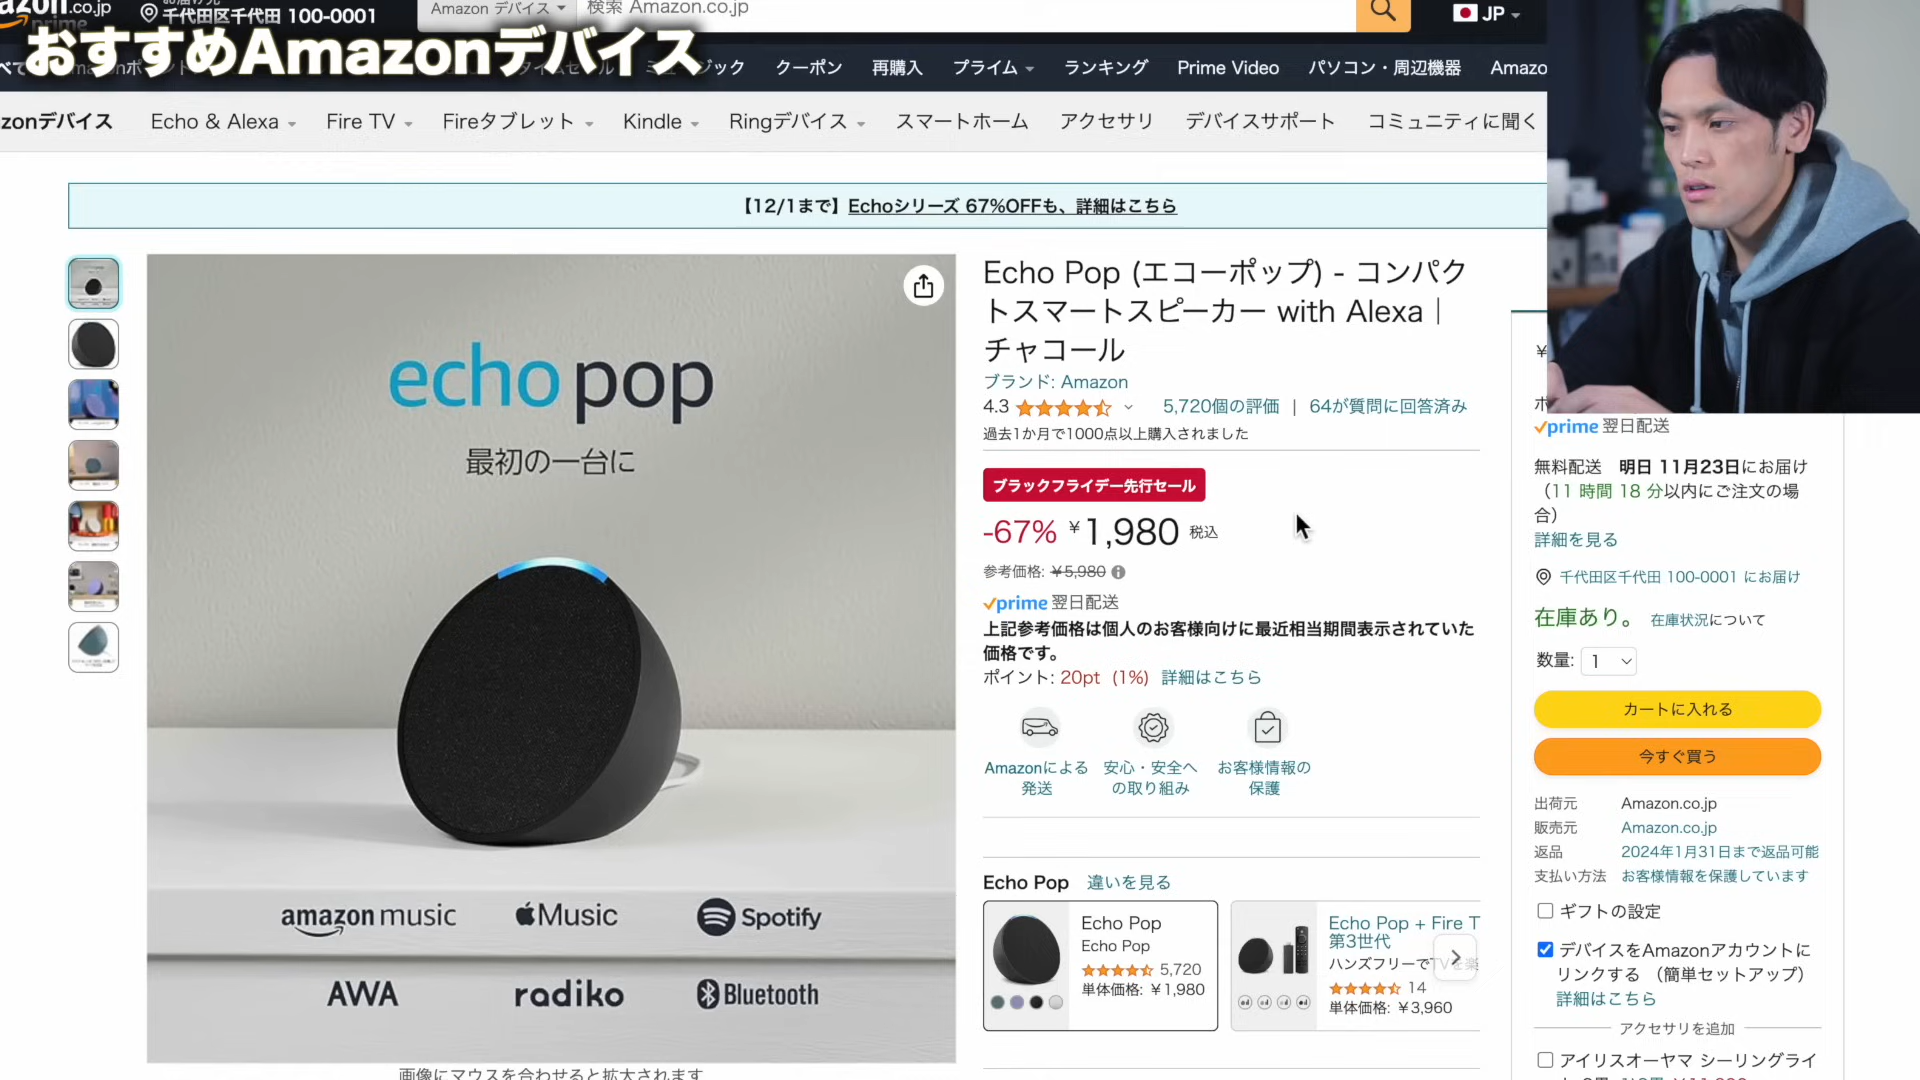 .co.jp
千代田区千代田 100-0001
Amazon デバイス
検索 Amazon.co.jp
JP
prime
おすすめAmazonデバイス
ミュージック
クーポン
再購入
プライム
ランキング
Prime Video
パソコン・周辺機器
Amazo
zonデバイス
Echo & Alexa
Fire TV
Fireタブレット
Kindle
Ringデバイス
スマートホーム
アクセサリ
デバイスサポート
コミュニティに聞く
【12/1まで】Echoシリーズ 67%OFFも、詳細はこちら
echo pop
最初の一台に
amazon music
Music
Spotify
AWA
radiko
Bluetooth
画像にマウスを合わせると拡大されます
Echo Pop (エコーポップ) - コンパク
トスマートスピーカー with Alexa｜
チャコール
ブランド: Amazon
4.3
5,720個の評価 | 64が質問に回答済み
過去1か月で1000点以上購入されました
ブラックフライデー先行セール
-67% ¥1,980 税込
参考価格: ¥5,980
prime 翌日配送
上記参考価格は個人のお客様向けに最近相当期間表示されていた
価格です。
ポイント: 20pt (1%) 詳細はこちら
Amazonによる
発送
安心・安全へ
の取り組み
お客様情報の
保護
Echo Pop 違いを見る
Echo Pop
Echo Pop
5,720
単体価格: ¥1,980
Echo Pop + Fire T
第3世代
ハンズフリーでTVを楽
14
単体価格: ¥3,960
¥
ポ
prime 翌日配送
無料配送 明日 11月23日にお届け
（11 時間 18 分以内にご注文の場
合）
詳細を見る
千代田区千代田 100-0001 にお届け
在庫あり。 在庫状況について
数量: 1
カートに入れる
今すぐ買う
出荷元 Amazon.co.jp
販売元 Amazon.co.jp
返品 2024年1月31日まで返品可能
支払い方法 お客様情報を保護しています
ギフトの設定
デバイスをAmazonアカウントに
リンクする （簡単セットアップ）
詳細はこちら
アクセサリを追加
アイリスオーヤマ シーリングライ